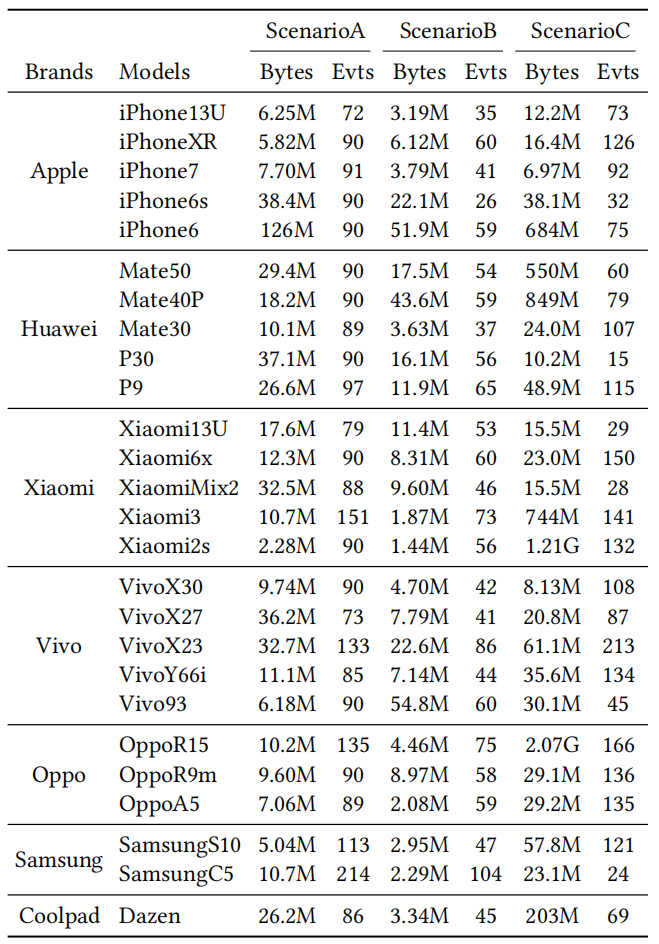 ScenarioA ScenarioB ScenarioC
Brands Models Bytes Evts Bytes Evts Bytes Evts
iPhone13U 6.25M 72 3.19M 35 12.2M 73
iPhoneXR 5.82M 90 6.12M 60 16.4M 126
Apple iPhone7 7.70M 91 3.79M 41 6.97M 92
iPhone6s 38.4M 90 22.1M 26 38.1M 32
iPhone6 126M 90 51.9M 59 684M 75
Mate50 29.4M 90 17.5M 54 550M 60
Mate40P 18.2M 90 43.6M 59 849M 79
Huawei Mate30 10.1M 89 3.63M 37 24.0M 107
P30 37.1M 90 16.1M 56 10.2M 15
P9 26.6M 97 11.9M 65 48.9M 115
Xiaomi13U 17.6M 79 11.4M 53 15.5M 29
Xiaomi6x 12.3M 90 8.31M 60 23.0M 150
Xiaomi XiaomiMix2 32.5M 88 9.60M 46 15.5M 28
Xiaomi3 10.7M 151 1.87M 73 744M 141
Xiaomi2s 2.28M 90 1.44M 56 1.21G 132
VivoX30 9.74M 90 4.70M 42 8.13M 108
VivoX27 36.2M 73 7.79M 41 20.8M 87
Vivo VivoX23 32.7M 133 22.6M 86 61.1M 213
VivoY66i 11.1M 85 7.14M 44 35.6M 134
Vivo93 6.18M 90 54.8M 60 30.1M 45
OppoR15 10.2M 135 4.46M 75 2.07G 166
Oppo OppoR9m 9.60M 90 8.97M 58 29.1M 136
OppoA5 7.06M 89 2.08M 59 29.2M 135
SamsungS10 5.04M 113 2.95M 47 57.8M 121
Samsung
SamsungC5 10.7M 214 2.29M 104 23.1M 24
Coolpad Dazen 26.2M 86 3.34M 45 203M 69